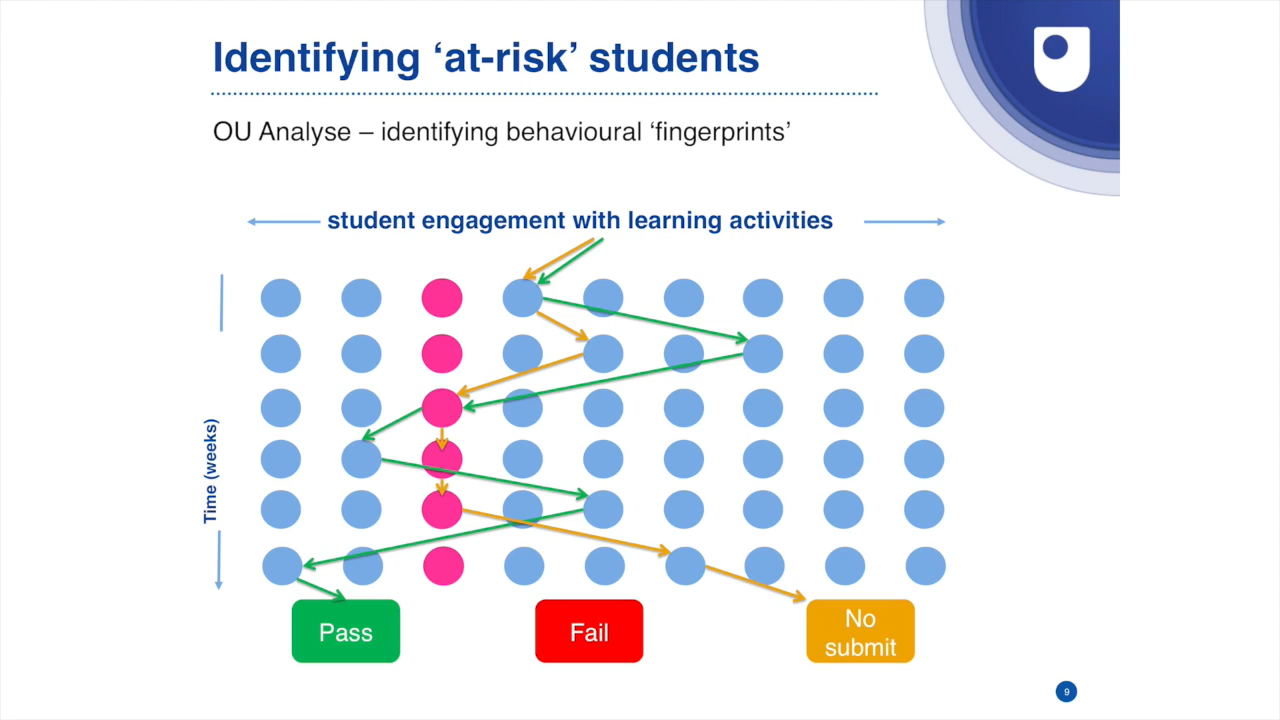 Identifying ‘at-risk’ students
OU Analyse – identifying behavioural ‘fingerprints’
student engagement with learning activities
Time (weeks)
Pass
Fail
No
submit
9